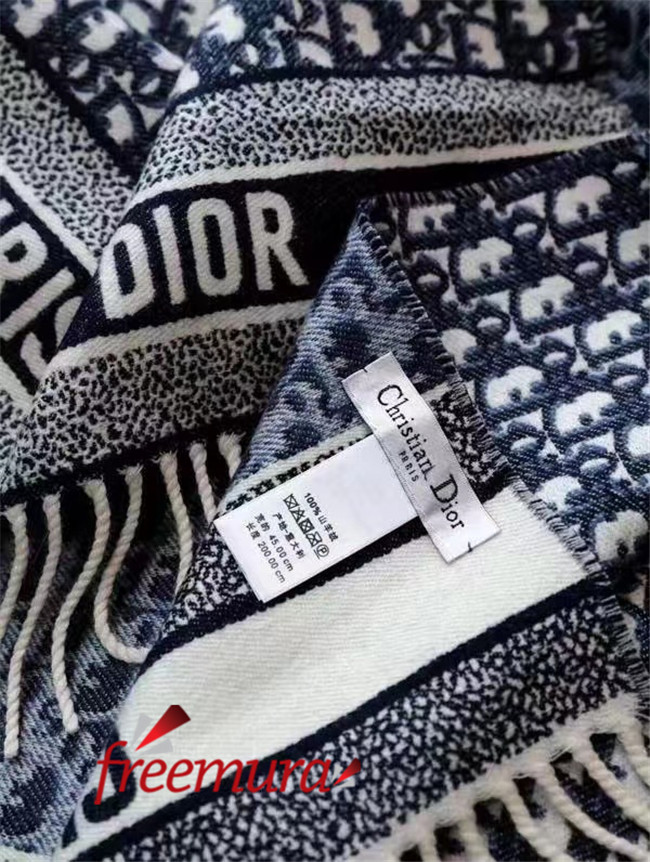 DIOR
RIS
Christian Dior
PARIS
100%山羊绒
产地:意大利
宽约 45.00 cm
长度 200.00 cm
freemura